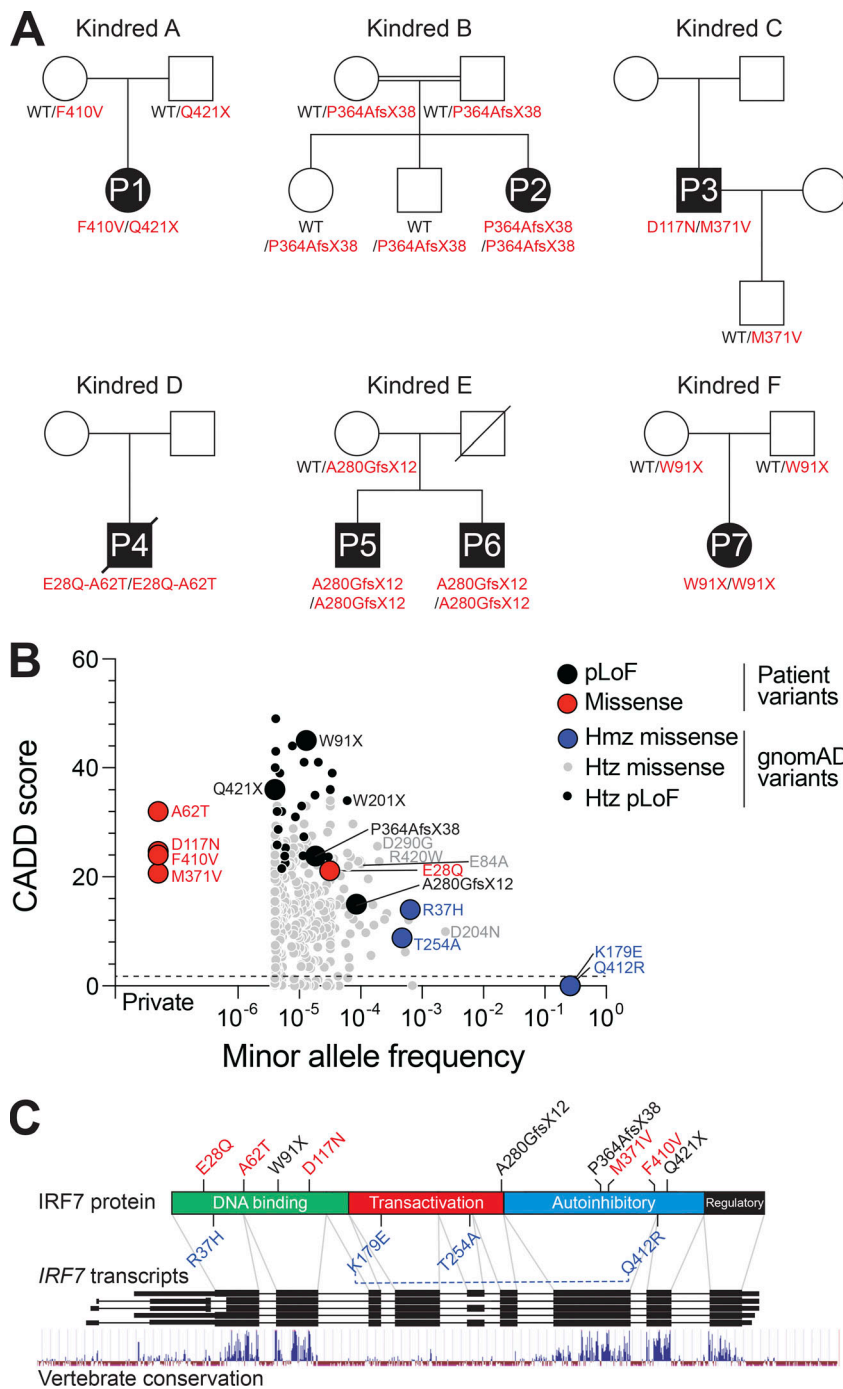 A
Kindred A
Kindred B
Kindred C
WT/F410V
WT/Q421X
WT/P364AfsX38
WT/P364AfsX38
P1
P2
P3
F410V/Q421X
WT
/P364AfsX38
WT
/P364AfsX38
P364AfsX38
/P364AfsX38
D117N/M371V
WT/M371V
Kindred D
Kindred E
Kindred F
WT/A280GfsX12
WT/W91X
WT/W91X
P4
P5
P6
P7
E28Q-A62T/E28Q-A62T
A280GfsX12
/A280GfsX12
A280GfsX12
/A280GfsX12
W91X/W91X
B
CADD score
60
40
20
0
pLoF
Missense
Patient
variants
Hmz missense
Htz missense
Htz pLoF
gnomAD
variants
W91X
Q421X
W201X
A62T
P364AfsX38
D117N
F410V
M371V
D290G
R420W
E84A
E28Q
A280GfsX12
R37H
T254A
D204N
K179E
Q412R
Private
10-6
10-5
10-4
10-3
10-2
10-1
100
Minor allele frequency
C
E28Q
A62T
W91X
D117N
A280GfsX12
P364AfsX38
M371V
F410V
Q421X
IRF7 protein
DNA binding
Transactivation
Autoinhibitory
Regulatory
R37H
K179E
T254A
Q412R
IRF7 transcripts
Vertebrate conservation